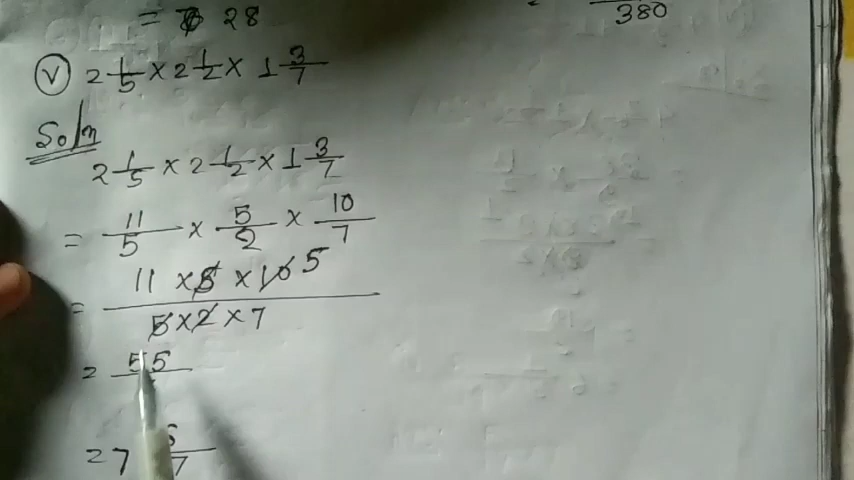 = 28
380
(v) 2 1/5 × 2 1/2 × 1 3/7
Soln
2 1/5 × 2 1/2 × 1 3/7
= 11/5 × 5/2 × 10/7
= 11 × 5 × 10 5 / 5 × 2 × 7
= 55
= 7 /7